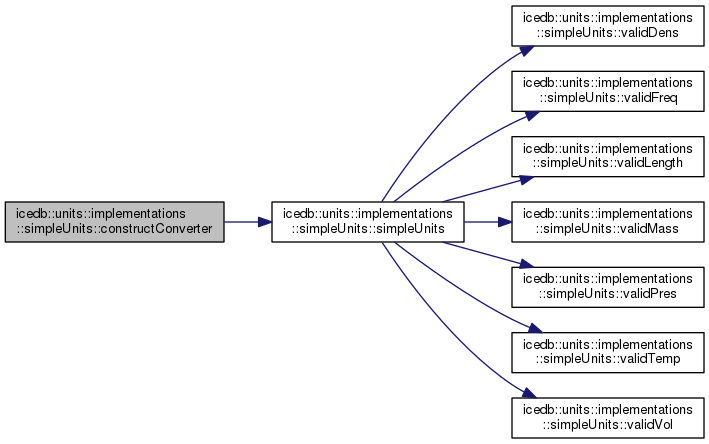 icedb::units::implementations
::simpleUnits::constructConverter
icedb::units::implementations
::simpleUnits::simpleUnits
icedb::units::implementations
::simpleUnits::validDens
icedb::units::implementations
::simpleUnits::validFreq
icedb::units::implementations
::simpleUnits::validLength
icedb::units::implementations
::simpleUnits::validMass
icedb::units::implementations
::simpleUnits::validPres
icedb::units::implementations
::simpleUnits::validTemp
icedb::units::implementations
::simpleUnits::validVol